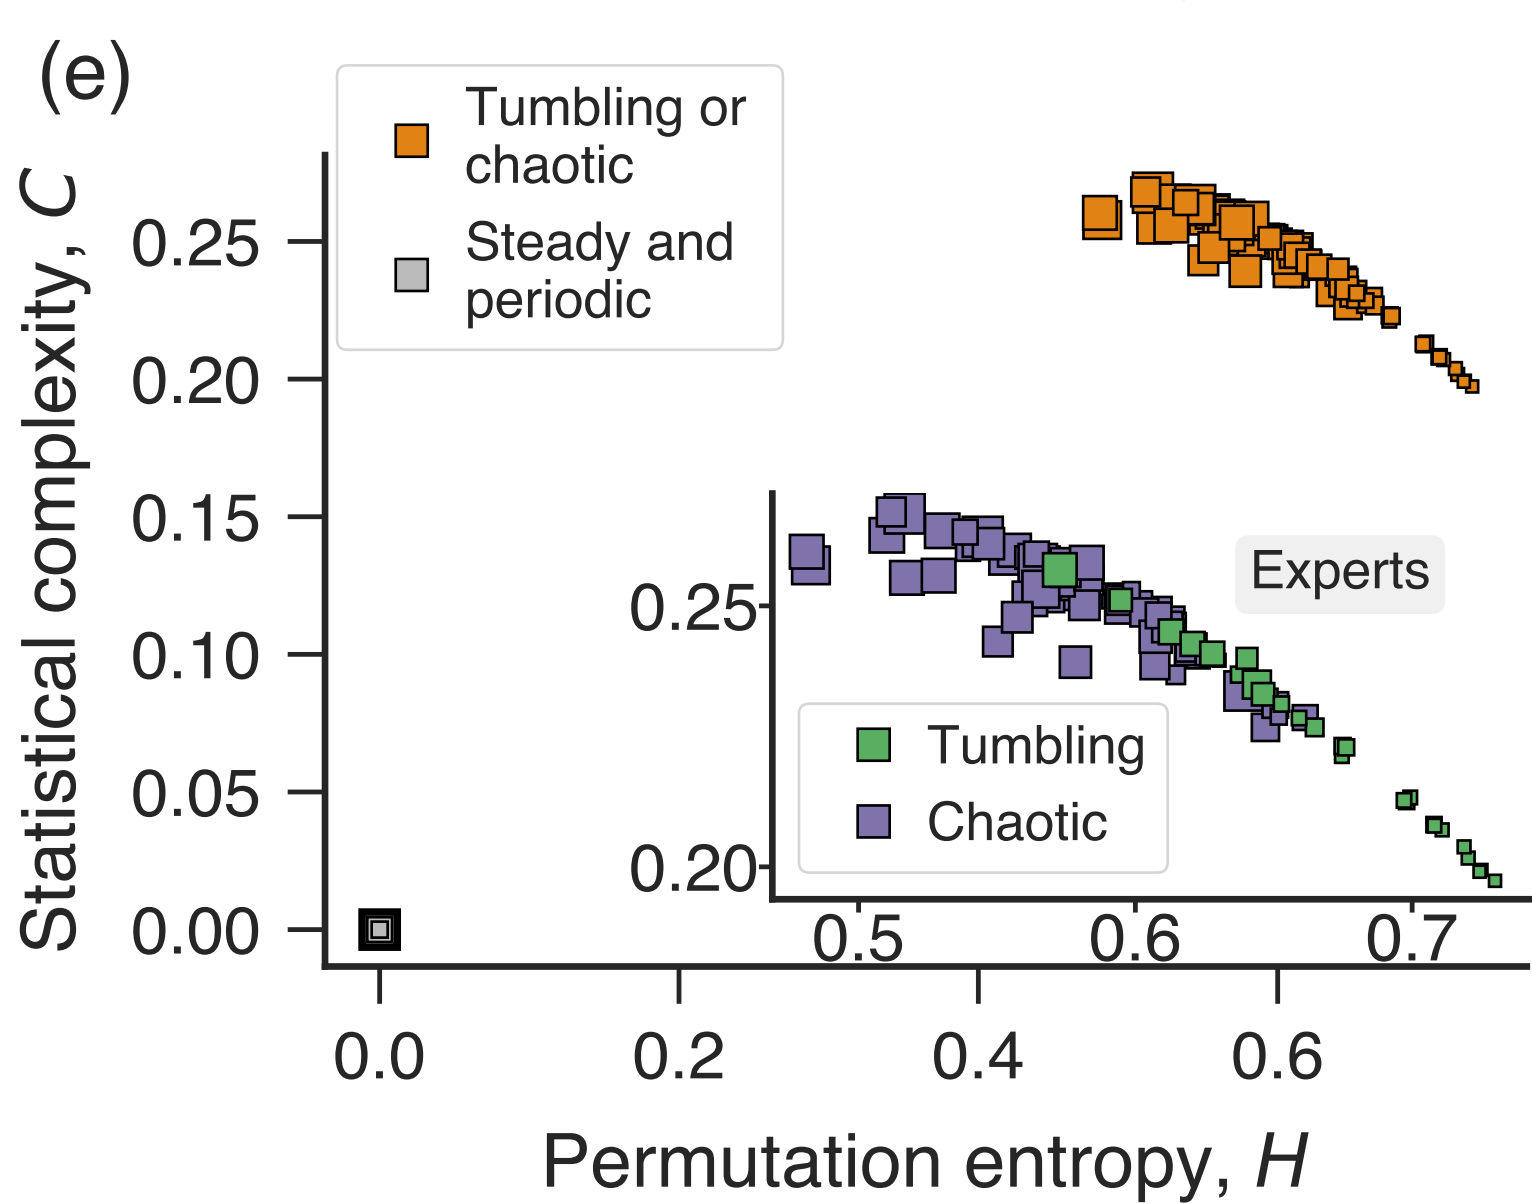 (e)
Tumbling or
chaotic
Steady and
periodic
Statistical complexity, C
0.25
0.20
0.15
0.10
0.05
0.00
0.25
0.20
Experts
Tumbling
Chaotic
0.5 0.6 0.7
0.0 0.2 0.4 0.6
Permutation entropy, H